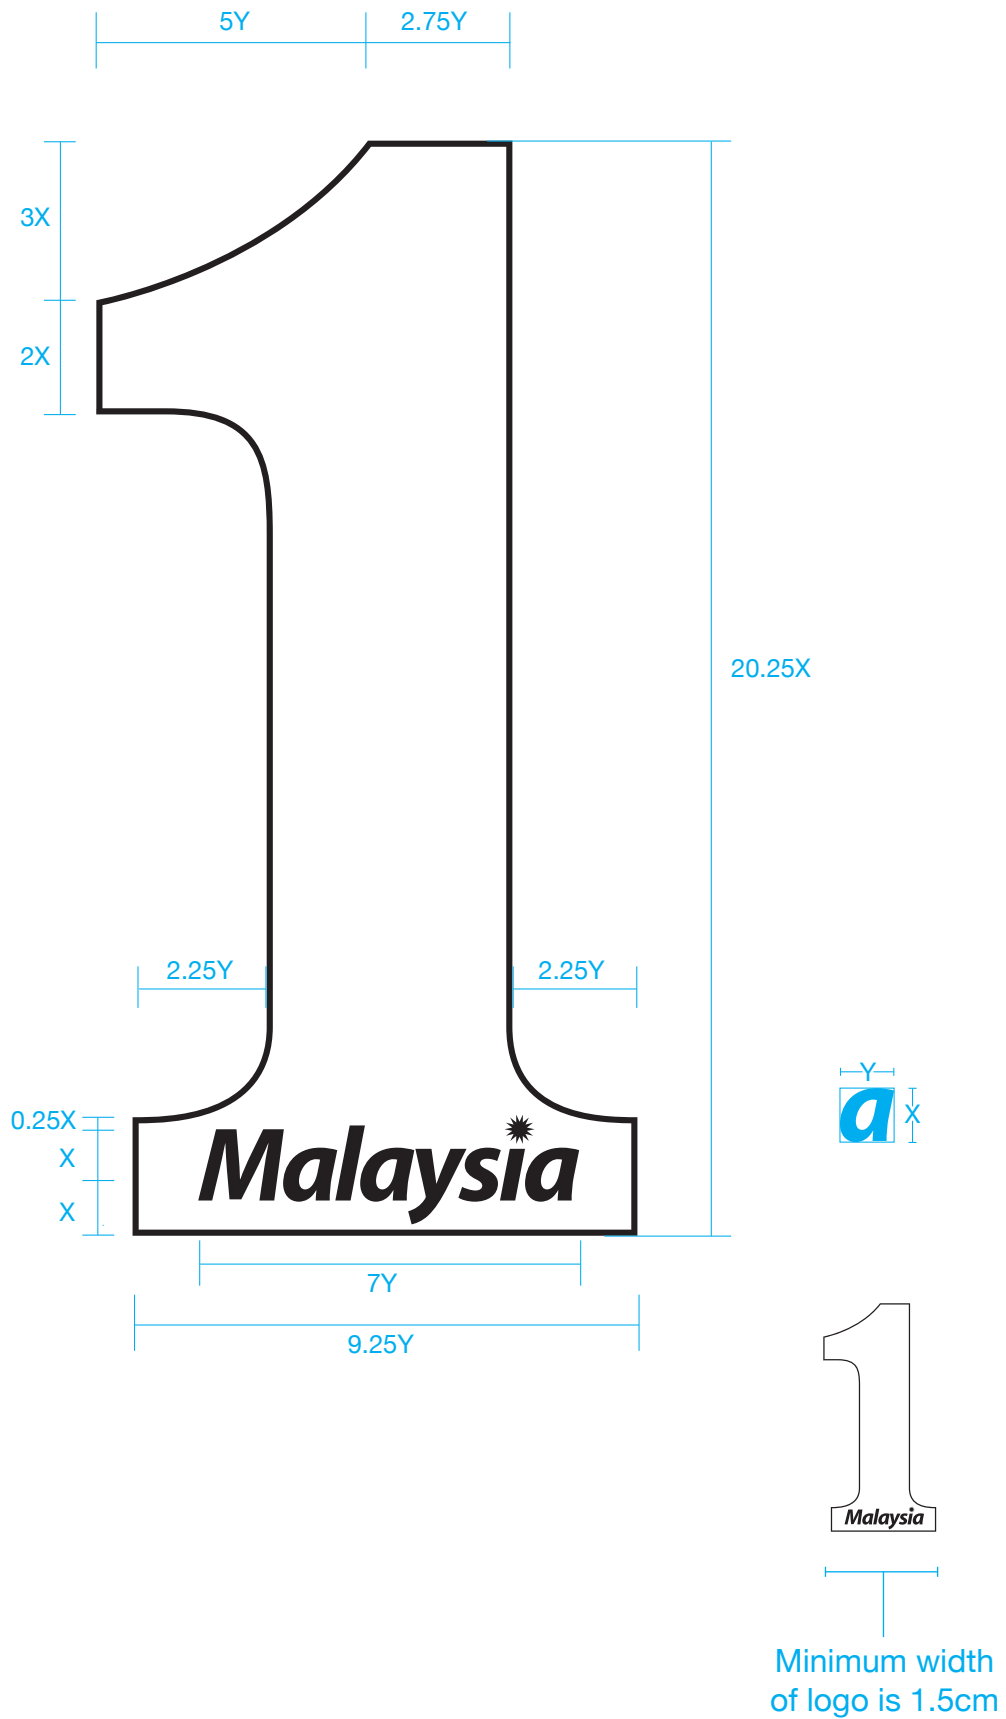 5Y
2.75Y
3X
2X
20.25X
2.25Y
2.25Y
0.25X
X
X
Malaysia
7Y
9.25Y
Y
a
X
Malaysia
Minimum width
of logo is 1.5cm